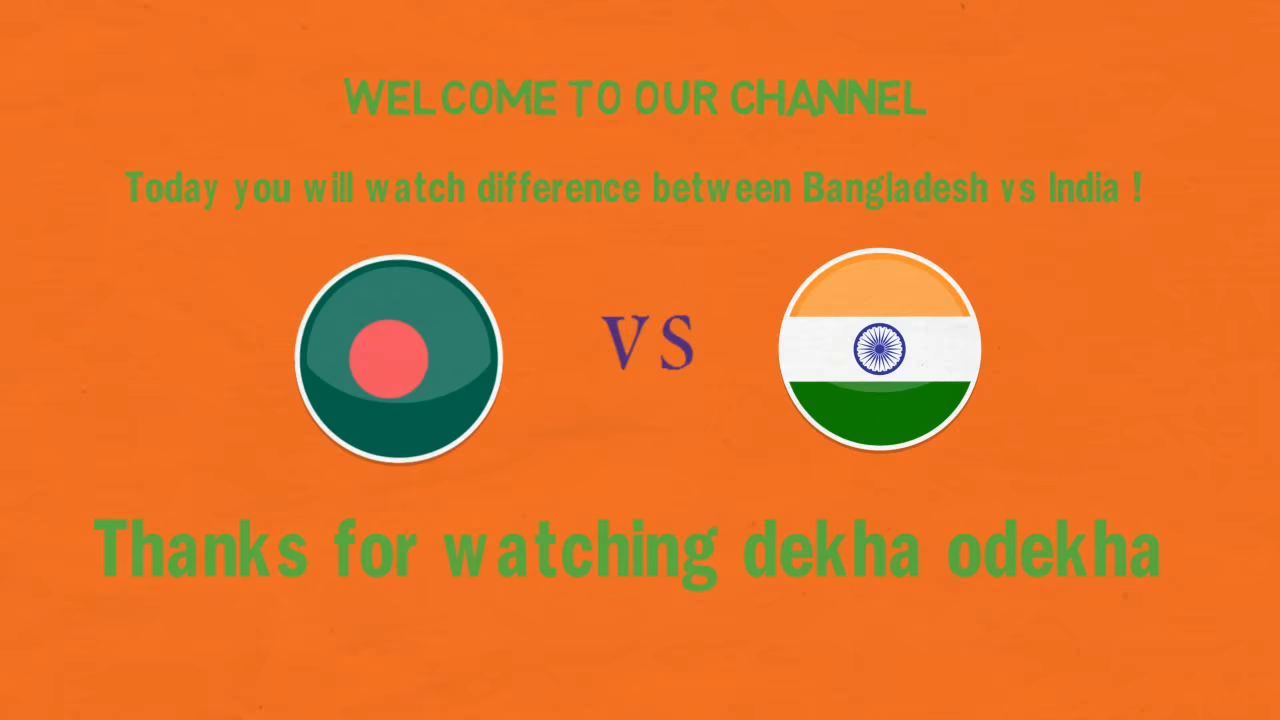 WELCOME TO OUR CHANNEL
Today you will watch difference between Bangladesh vs India !
VS
Thanks for watching dekha odekha